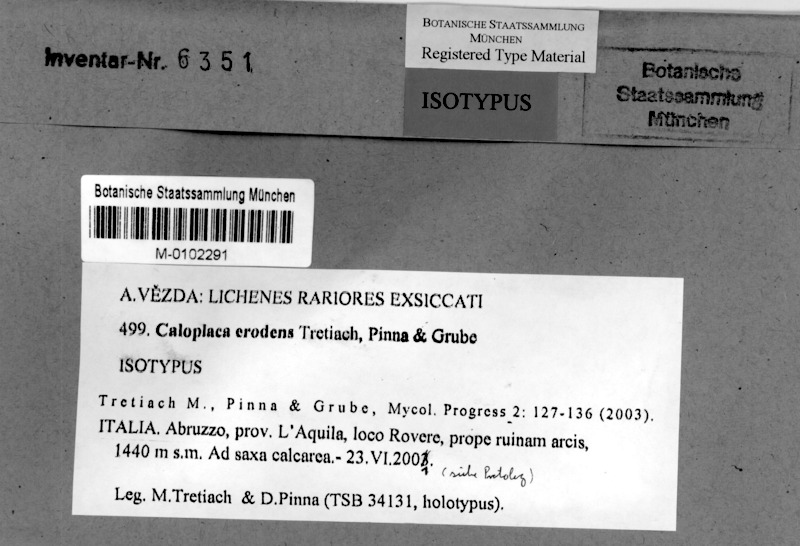 Inventar-Nr. 6351
BOTANISCHE STAATSSAMMLUNG
MÜNCHEN
Registered Type Material
ISOTYPUS
Botanische
Staatssammlung
München
Botanische Staatssammlung München
M-0102291
A.VĚZDA: LICHENES RARIORES EXSICCATI
499. Caloplaca erodens Tretiach, Pinna & Grube
ISOTYPUS
Tretiach M., Pinna & Grube, Mycol. Progress 2: 127-136 (2003).
ITALIA. Abruzzo, prov. L'Aquila, loco Rovere, prope ruinam arcis,
1440 m s.m. Ad saxa calcarea.- 23.VI.2001.
(siehe Protolog)
Leg. M.Tretiach & D.Pinna (TSB 34131, holotypus).